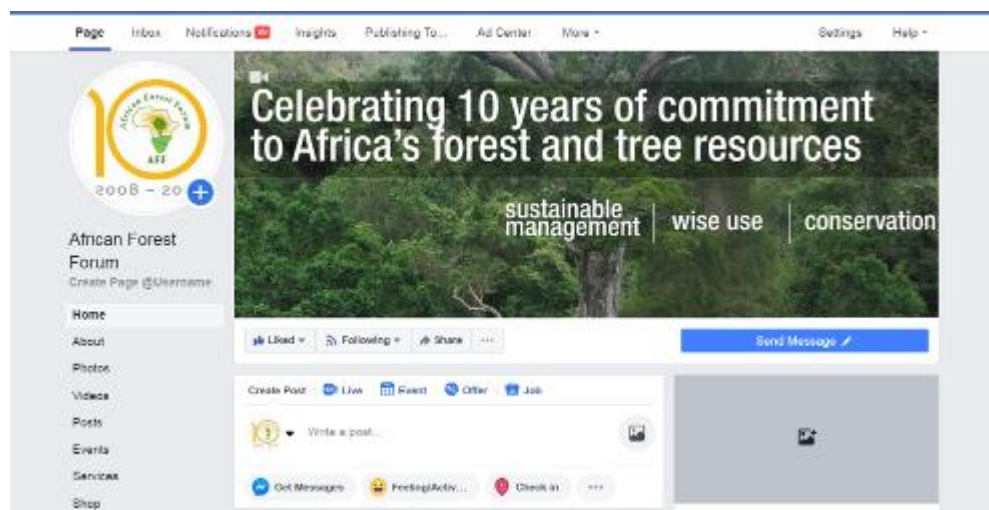 Page Inbox Notifications Insights Publishing To... Ad Center More Settings Help
African Forest Forum
AFF
2008 - 20
Celebrating 10 years of commitment
to Africa's forest and tree resources
sustainable
management
wise use
conservation
African Forest
Forum
Create Page @Username
Home
About
Photos
Videos
Posts
Events
Services
Shop
Liked Following Share ...
Send Message
Create Post Live Event Offer Job
Write a post...
Get Messages Feeling/Activ... Check in ...